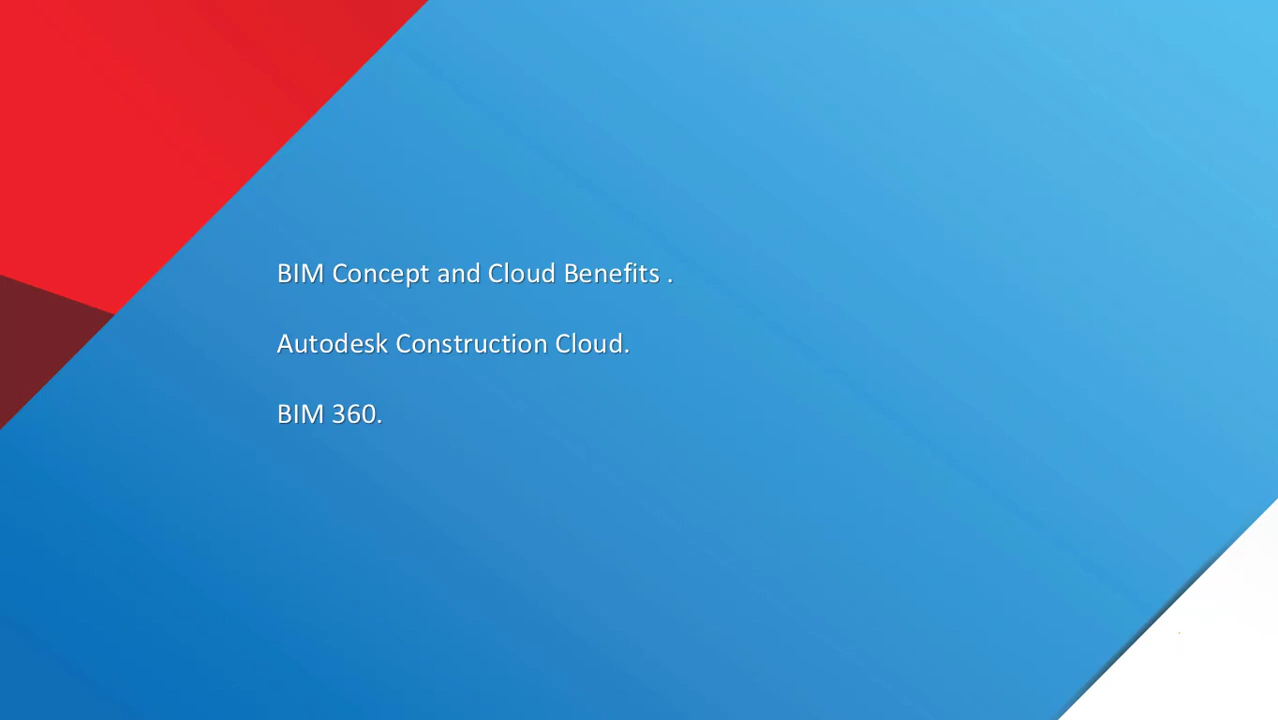 BIM Concept and Cloud Benefits .
Autodesk Construction Cloud.
BIM 360.